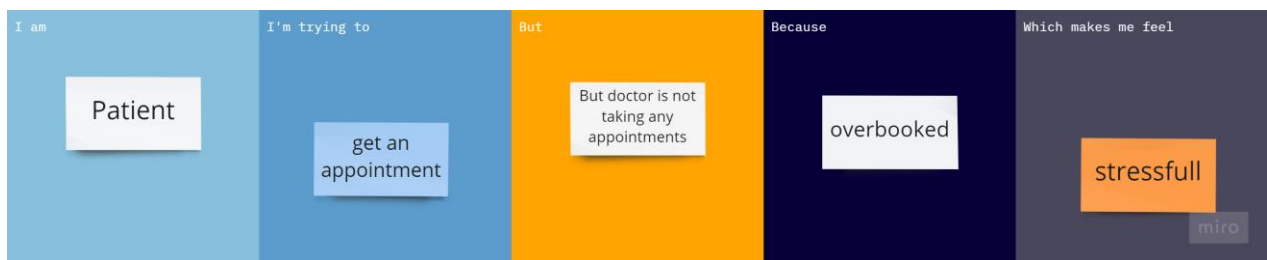 I am
Patient
I'm trying to
get an
appointment
But
But doctor is not
taking any
appointments
Because
overbooked
Which makes me feel
stressfull
miro